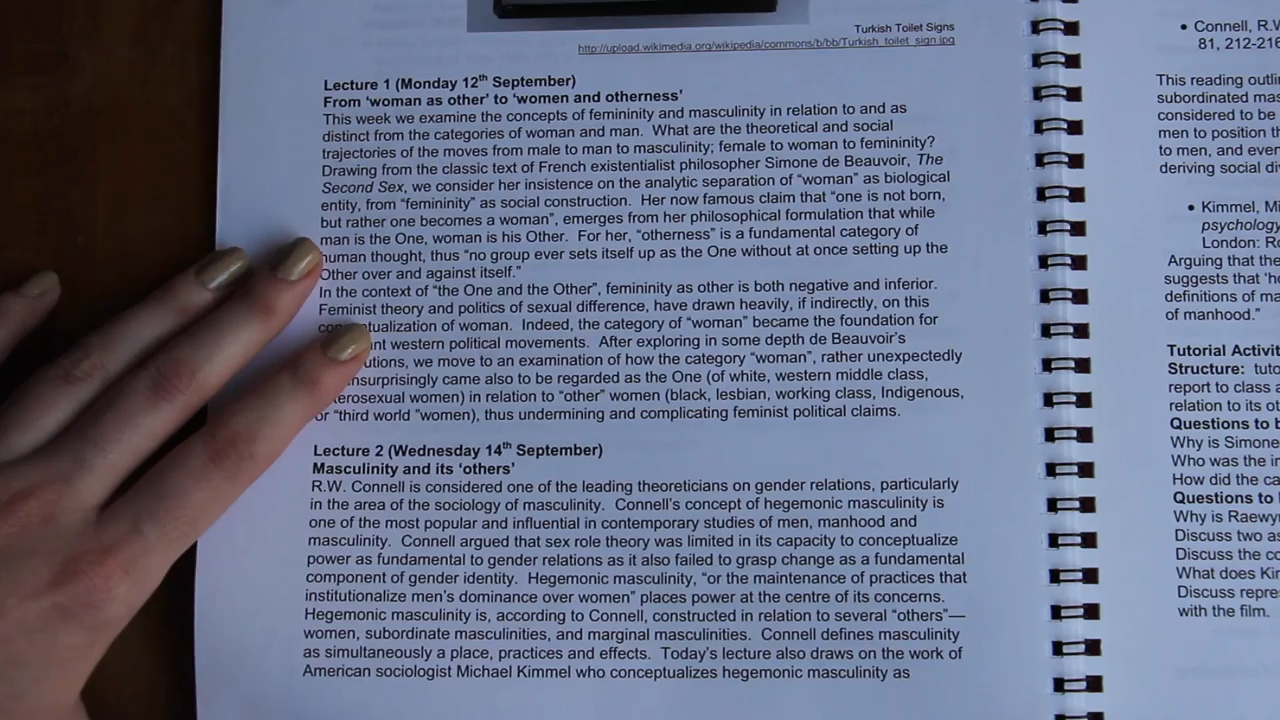 Turkish Toilet Signs
http://upload.wikimedia.org/wikipedia/commons/b/bb/Turkish_toilet_sign.jpg
Lecture 1 (Monday 12th September)
From ‘woman as other’ to ‘women and otherness’
This week we examine the concepts of femininity and masculinity in relation to and as
distinct from the categories of woman and man. What are the theoretical and social
trajectories of the moves from male to man to masculinity; female to woman to femininity?
Drawing from the classic text of French existentialist philosopher Simone de Beauvoir, The
Second Sex, we consider her insistence on the analytic separation of “woman” as biological
entity, from “femininity” as social construction. Her now famous claim that “one is not born,
but rather one becomes a woman”, emerges from her philosophical formulation that while
man is the One, woman is his Other. For her, “otherness” is a fundamental category of
human thought, thus “no group ever sets itself up as the One without at once setting up the
Other over and against itself.”
In the context of “the One and the Other”, femininity as other is both negative and inferior.
Feminist theory and politics of sexual difference, have drawn heavily, if indirectly, on this
conceptualization of woman. Indeed, the category of “woman” became the foundation for
western political movements. After exploring in some depth de Beauvoir’s
we move to an examination of how the category “woman”, rather unexpectedly
insurprisingly came also to be regarded as the One (of white, western middle class,
terosexual women) in relation to “other” women (black, lesbian, working class, Indigenous,
or “third world ”women), thus undermining and complicating feminist political claims.
Lecture 2 (Wednesday 14th September)
Masculinity and its ‘others’
R.W. Connell is considered one of the leading theoreticians on gender relations, particularly
in the area of the sociology of masculinity. Connell’s concept of hegemonic masculinity is
one of the most popular and influential in contemporary studies of men, manhood and
masculinity. Connell argued that sex role theory was limited in its capacity to conceptualize
power as fundamental to gender relations as it also failed to grasp change as a fundamental
component of gender identity. Hegemonic masculinity, “or the maintenance of practices that
institutionalize men’s dominance over women” places power at the centre of its concerns.
Hegemonic masculinity is, according to Connell, constructed in relation to several “others”—
women, subordinate masculinities, and marginal masculinities. Connell defines masculinity
as simultaneously a place, practices and effects. Today’s lecture also draws on the work of
American sociologist Michael Kimmel who conceptualizes hegemonic masculinity as
• Connell, R.W
81, 212-216
This reading outli
subordinated mas
considered to be
men to position th
to men, and even
deriving social di
• Kimmel, Mi
psychology
London: Ro
Arguing that the
suggests that ‘h
definitions of ma
of manhood.”
Tutorial Activit
Structure: tuto
report to class a
relation to its ot
Questions to b
Why is Simone
Who was the in
How did the ca
Questions to
Why is Raewyn
Discuss two as
Discuss the co
What does Kin
Discuss repre
with the film.